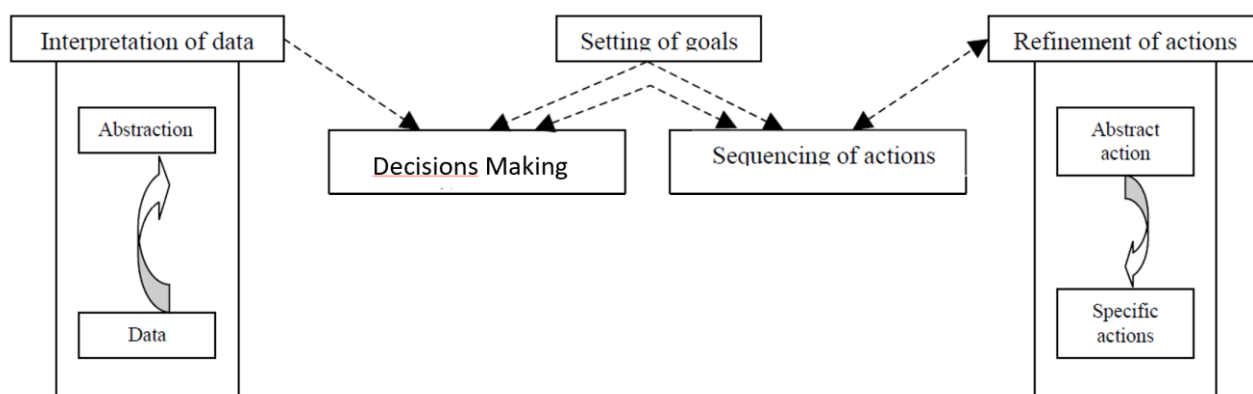 Interpretation of data
Setting of goals
Refinement of actions
Abstraction
Decisions Making
Sequencing of actions
Abstract
action
Data
Specific
actions